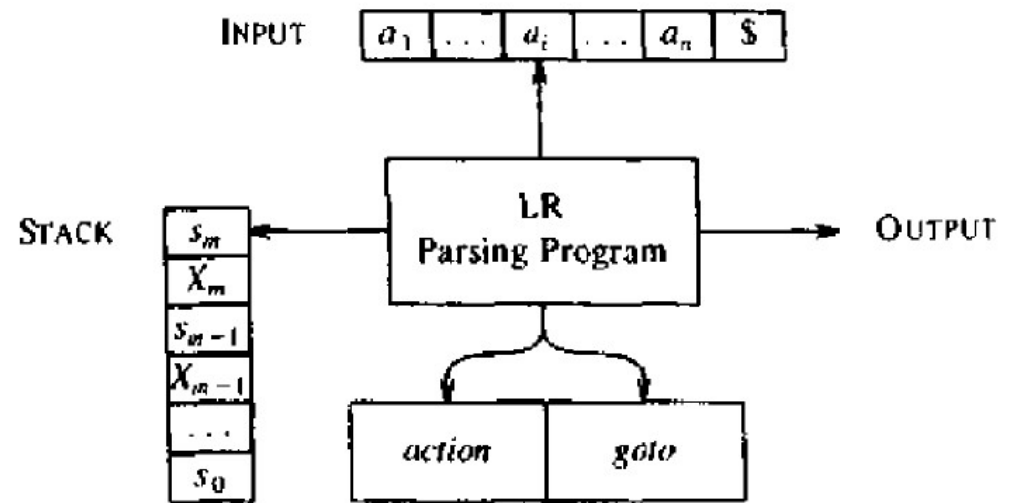 INPUT a₁ ... aᵢ ... aₙ $
LR
Parsing Program
STACK
OUTPUT
sₘ
Xₘ
sₘ₋₁
Xₘ₋₁
...
s₀
action goto